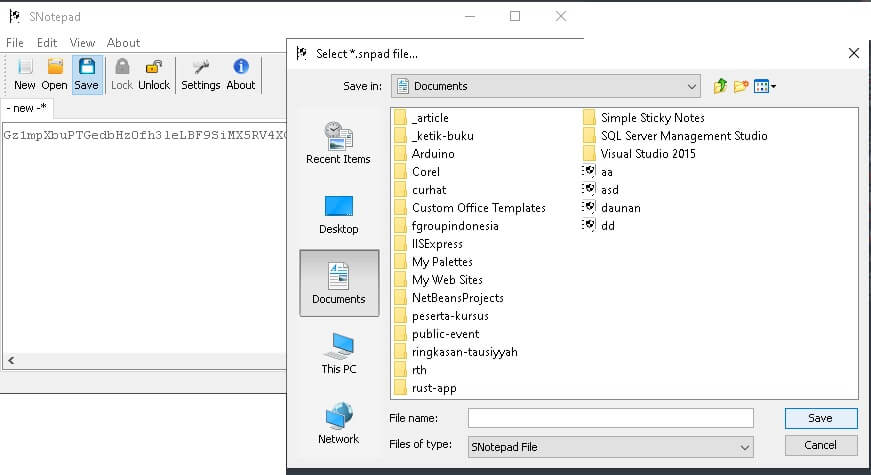 SNotepad
File Edit View About
New Open Save Lock Unlock Settings About
- new -*
Select *.snpad file...
Save in: Documents
Recent Items
Desktop
Documents
This PC
Network
_article
_ketik-buku
Arduino
Corel
curhat
Custom Office Templates
fgroupindonesia
IISExpress
My Palettes
My Web Sites
NetBeansProjects
peserta-kursus
public-event
ringkasan-tausiyyah
rth
rust-app
Simple Sticky Notes
SQL Server Management Studio
Visual Studio 2015
aa
asd
daunan
dd
File name:
Save
Files of type: SNotepad File
Cancel